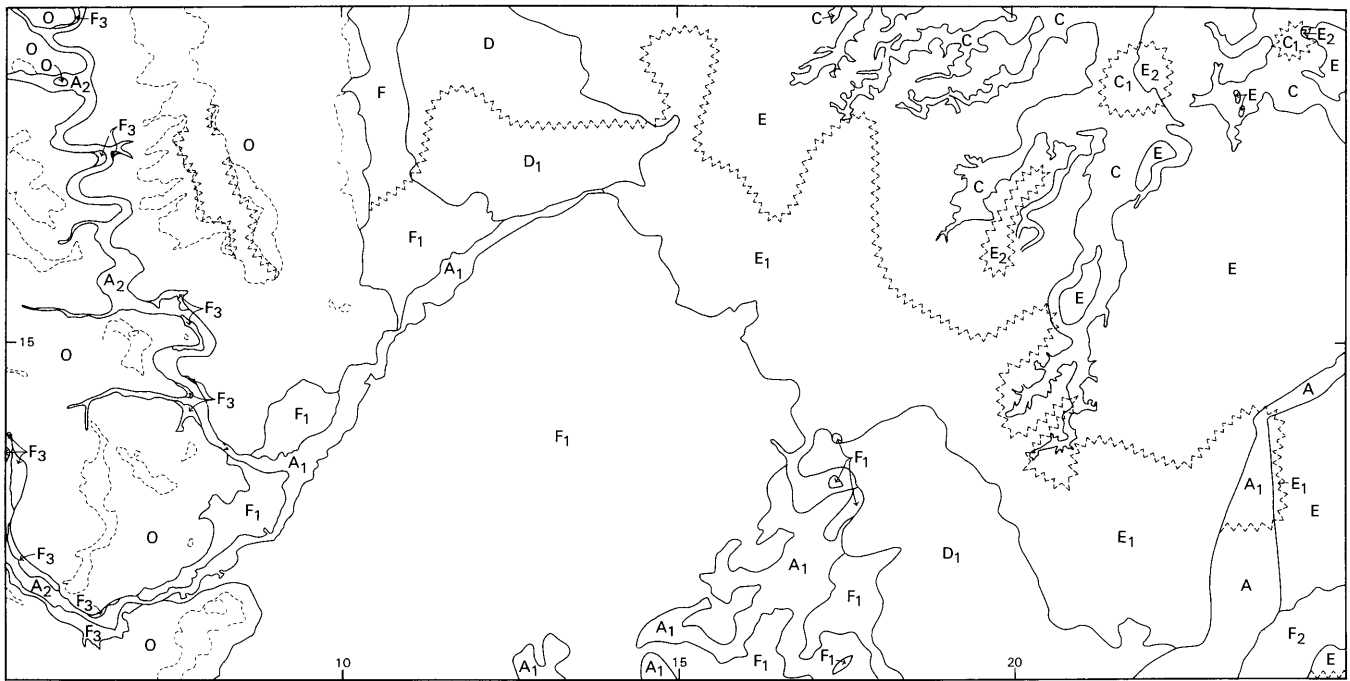 O F3 D C C C C1 E2
O O F E E2 C1 E
A2 E C
F3 O D1 C E
C
F1 E1 E2 E
A1
A2 E
F3
15
O
A
F3 F1 F1
F3 A1 F1 A1 E1
F1 E
O E1
F3 A1 D1 A
A2 F3 F1
F3 A1 F2
O A1 A1 F1 F1 E
10 15 20